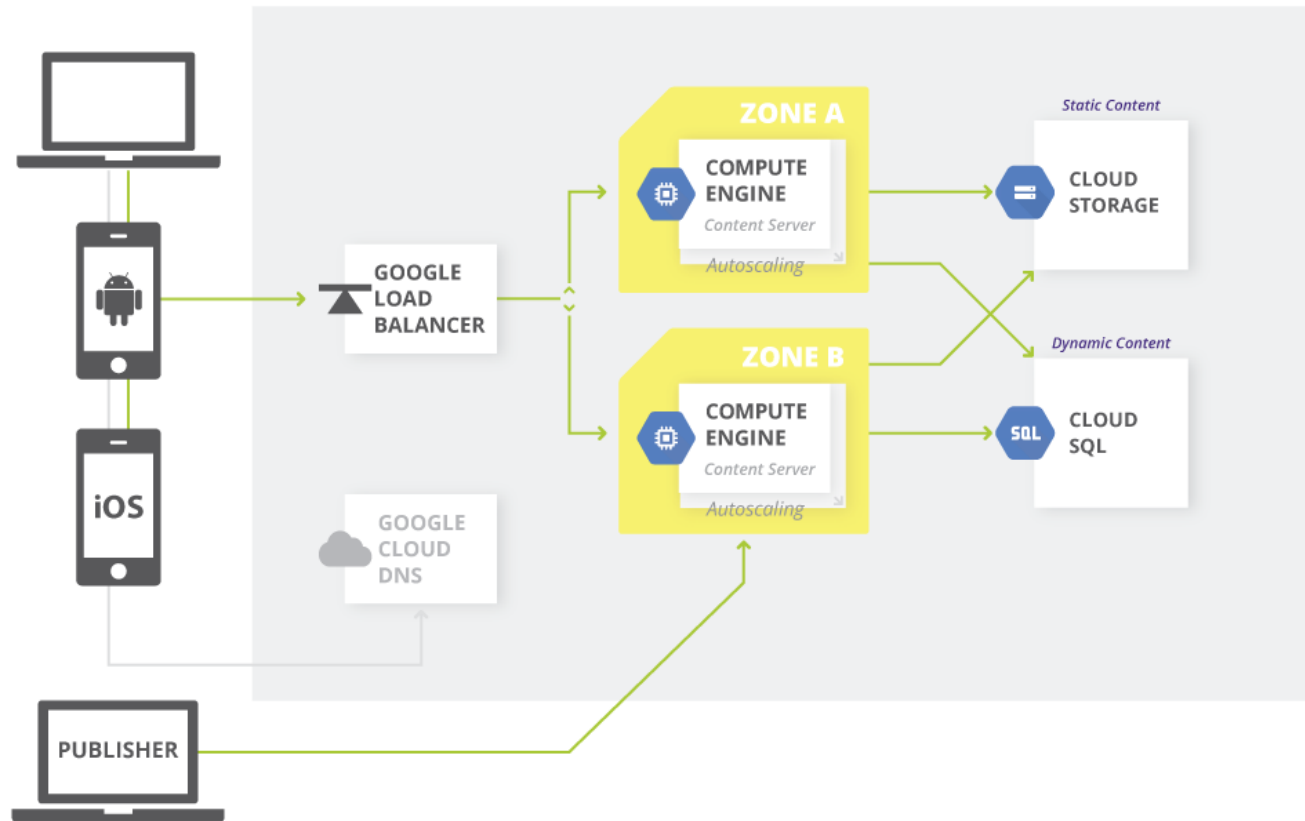 Static Content
ZONE A
COMPUTE
ENGINE
Content Server
Autoscaling
CLOUD
STORAGE
GOOGLE
LOAD
BALANCER
ZONE B
COMPUTE
ENGINE
Content Server
Autoscaling
Dynamic Content
SQL
CLOUD
SQL
iOS
GOOGLE
CLOUD
DNS
PUBLISHER